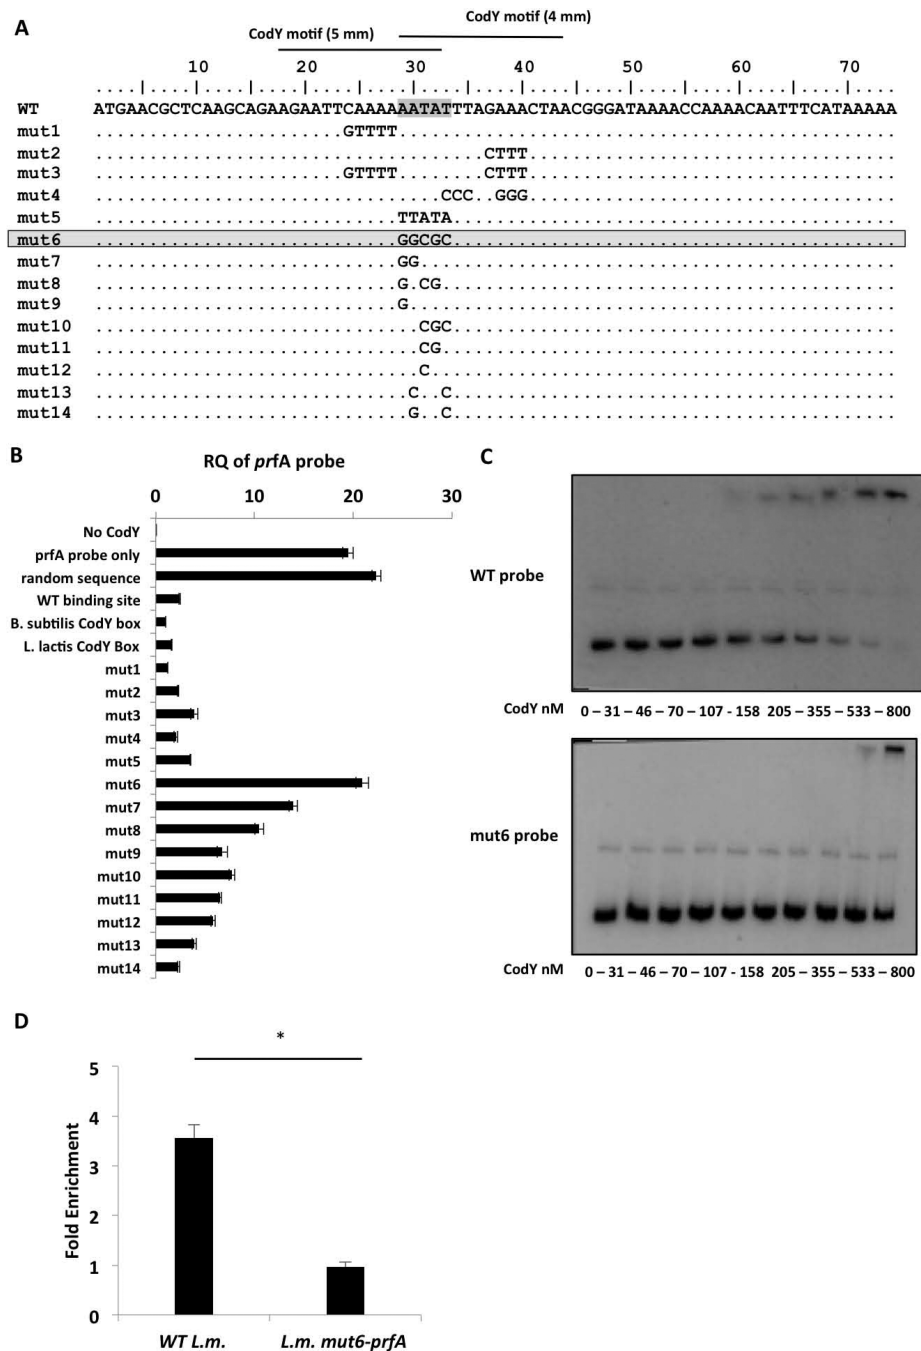 A
CodY motif (5 mm)
CodY motif (4 mm)
10 20 30 40 50 60 70
WT ATGAACGCTCAAGCAGAAGAATTCAAAAAATATTTAGAAACTAACGGGATAAAACCAAAACAATTTCATAAAAA
mut1 .......................GTTTT..............................................
mut2 ....................................CTTT..................................
mut3 .......................GTTTT........CTTT..................................
mut4 ................................CCC..GGG..................................
mut5 ............................TTATA.........................................
mut6 ............................GGCGC.........................................
mut7 ............................GG............................................
mut8 ............................G.CG..........................................
mut9 ............................G.............................................
mut10 ..............................CGC.........................................
mut11 ..............................CG..........................................
mut12 ..............................C...........................................
mut13 .............................C..C.........................................
mut14 .............................G..C.........................................
B
RQ of prfA probe
0 10 20 30
No CodY
prfA probe only
random sequence
WT binding site
B. subtilis CodY box
L. lactis CodY Box
mut1
mut2
mut3
mut4
mut5
mut6
mut7
mut8
mut9
mut10
mut11
mut12
mut13
mut14
C
WT probe
CodY nM 0 – 31 – 46 – 70 – 107 - 158 205 – 355 – 533 – 800
mut6 probe
CodY nM 0 – 31 – 46 – 70 – 107 - 158 205 – 355 – 533 – 800
D
*
Fold Enrichment
5
4
3
2
1
0
WT L.m. L.m. mut6-prfA